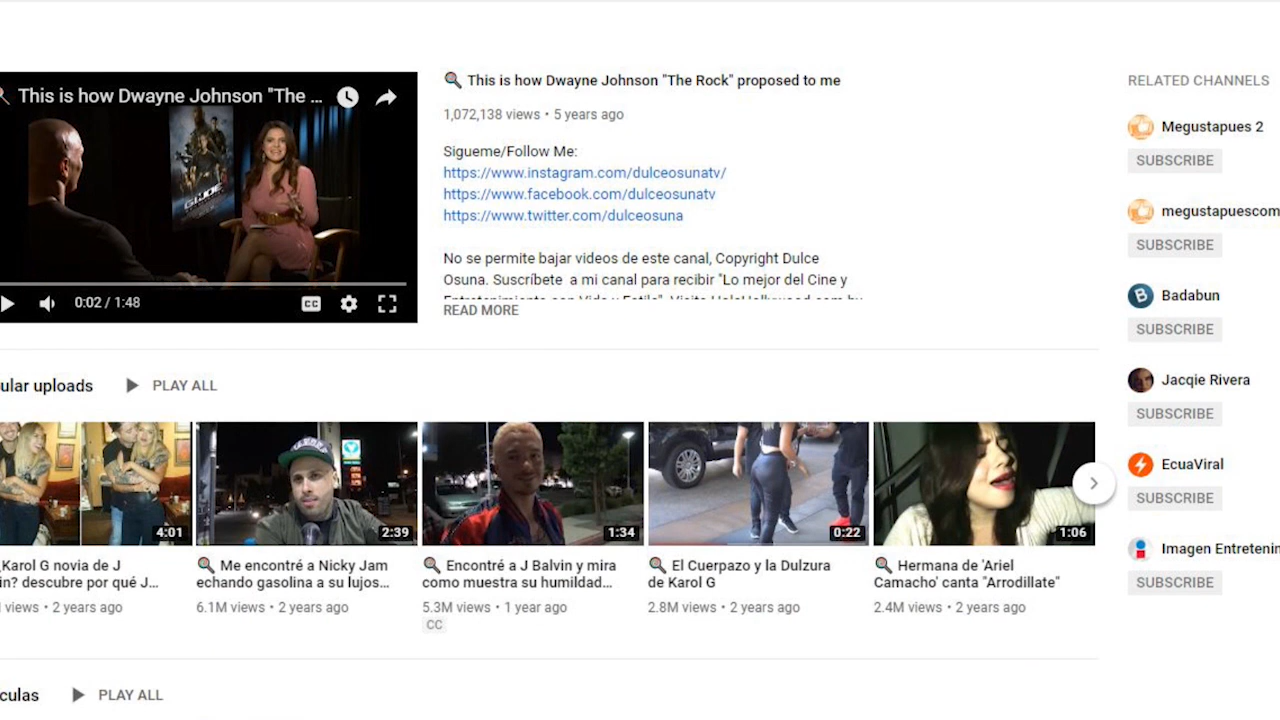 This is how Dwayne Johnson "The ...
G.I. JOE
0:02 / 1:48
CC
This is how Dwayne Johnson "The Rock" proposed to me
1,072,138 views • 5 years ago
Sigueme/Follow Me:
https://www.instagram.com/dulceosunatv/
https://www.facebook.com/dulceosunatv
https://www.twitter.com/dulceosuna
No se permite bajar videos de este canal, Copyright Dulce
Osuna. Suscríbete a mi canal para recibir "Lo mejor del Cine y
READ MORE
ular uploads
PLAY ALL
4:01
Karol G novia de J
in? descubre por qué J...
views • 2 years ago
2:39
Me encontré a Nicky Jam
echando gasolina a su lujos...
6.1M views • 2 years ago
1:34
Encontré a J Balvin y mira
como muestra su humildad...
5.3M views • 1 year ago
CC
0:22
El Cuerpazo y la Dulzura
de Karol G
2.8M views • 2 years ago
1:06
Hermana de 'Ariel
Camacho' canta "Arrodillate"
2.4M views • 2 years ago
culas
PLAY ALL
RELATED CHANNELS
Megustapues 2
SUBSCRIBE
megustapuescom
SUBSCRIBE
B
Badabun
SUBSCRIBE
Jacqie Rivera
SUBSCRIBE
EcuaViral
SUBSCRIBE
Imagen Entretenin
SUBSCRIBE